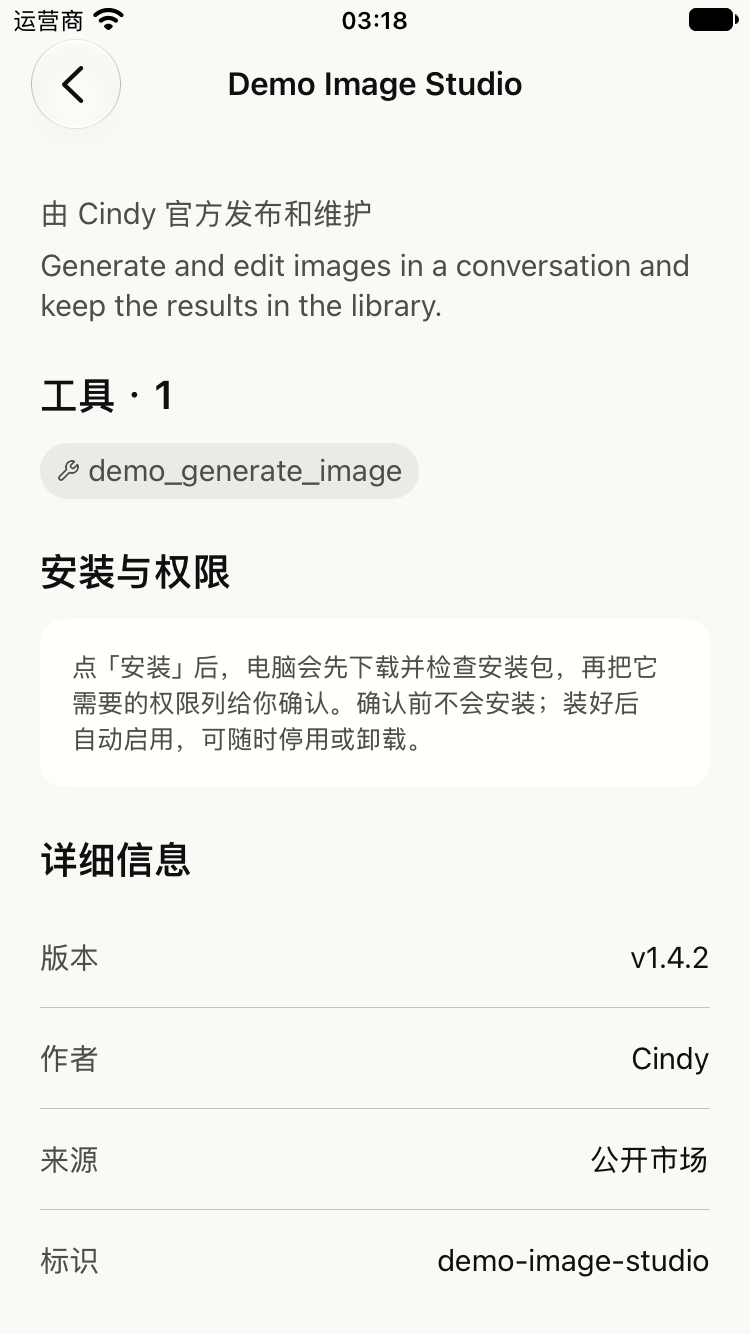 运营商 03:18
Demo Image Studio
由 Cindy 官方发布和维护
Generate and edit images in a conversation and
keep the results in the library.
工具 · 1
demo_generate_image
安装与权限
点「安装」后，电脑会先下载并检查安装包，再把它
需要的权限列给你确认。确认前不会安装；装好后
自动启用，可随时停用或卸载。
详细信息
版本 v1.4.2
作者 Cindy
来源 公开市场
标识 demo-image-studio